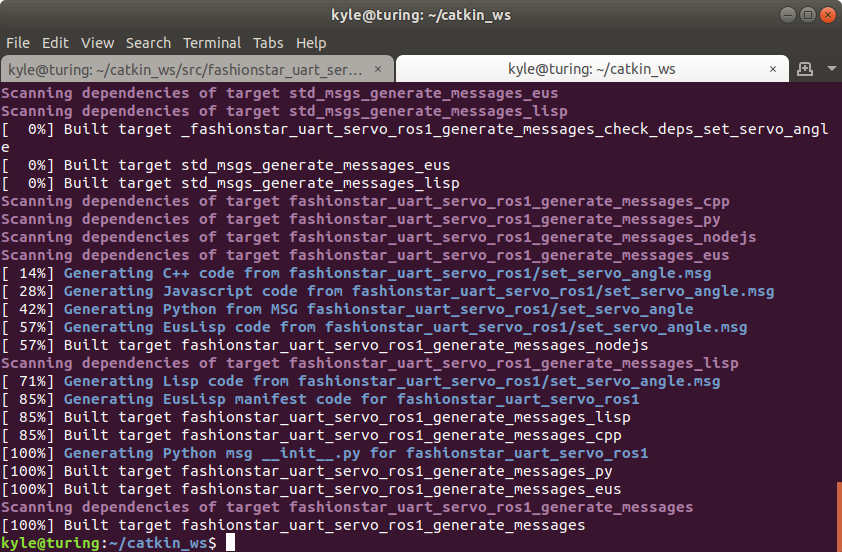 kyle@turing: ~/catkin_ws
File Edit View Search Terminal Tabs Help
kyle@turing: ~/catkin_ws/src/fashionstar_uart_ser... × kyle@turing: ~/catkin_ws ×
Scanning dependencies of target std_msgs_generate_messages_eus
Scanning dependencies of target std_msgs_generate_messages_lisp
[  0%] Built target _fashionstar_uart_servo_ros1_generate_messages_check_deps_set_servo_angl
e
[  0%] Built target std_msgs_generate_messages_eus
[  0%] Built target std_msgs_generate_messages_lisp
Scanning dependencies of target fashionstar_uart_servo_ros1_generate_messages_cpp
Scanning dependencies of target fashionstar_uart_servo_ros1_generate_messages_py
Scanning dependencies of target fashionstar_uart_servo_ros1_generate_messages_nodejs
Scanning dependencies of target fashionstar_uart_servo_ros1_generate_messages_eus
[ 14%] Generating C++ code from fashionstar_uart_servo_ros1/set_servo_angle.msg
[ 28%] Generating Javascript code from fashionstar_uart_servo_ros1/set_servo_angle.msg
[ 42%] Generating Python from MSG fashionstar_uart_servo_ros1/set_servo_angle
[ 57%] Generating EusLisp code from fashionstar_uart_servo_ros1/set_servo_angle.msg
[ 57%] Built target fashionstar_uart_servo_ros1_generate_messages_nodejs
Scanning dependencies of target fashionstar_uart_servo_ros1_generate_messages_lisp
[ 71%] Generating Lisp code from fashionstar_uart_servo_ros1/set_servo_angle.msg
[ 85%] Generating EusLisp manifest code for fashionstar_uart_servo_ros1
[ 85%] Built target fashionstar_uart_servo_ros1_generate_messages_lisp
[ 85%] Built target fashionstar_uart_servo_ros1_generate_messages_cpp
[100%] Generating Python msg __init__.py for fashionstar_uart_servo_ros1
[100%] Built target fashionstar_uart_servo_ros1_generate_messages_py
[100%] Built target fashionstar_uart_servo_ros1_generate_messages_eus
Scanning dependencies of target fashionstar_uart_servo_ros1_generate_messages
[100%] Built target fashionstar_uart_servo_ros1_generate_messages
kyle@turing:~/catkin_ws$